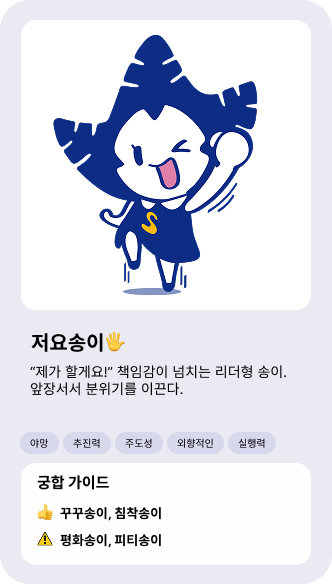 S
저요송이🖐️
“제가 할게요!” 책임감이 넘치는 리더형 송이.
앞장서서 분위기를 이끈다.
야망 추진력 주도성 외향적인 실행력
궁합 가이드
👍 꾸꾸송이, 침착송이
⚠️ 평화송이, 피티송이